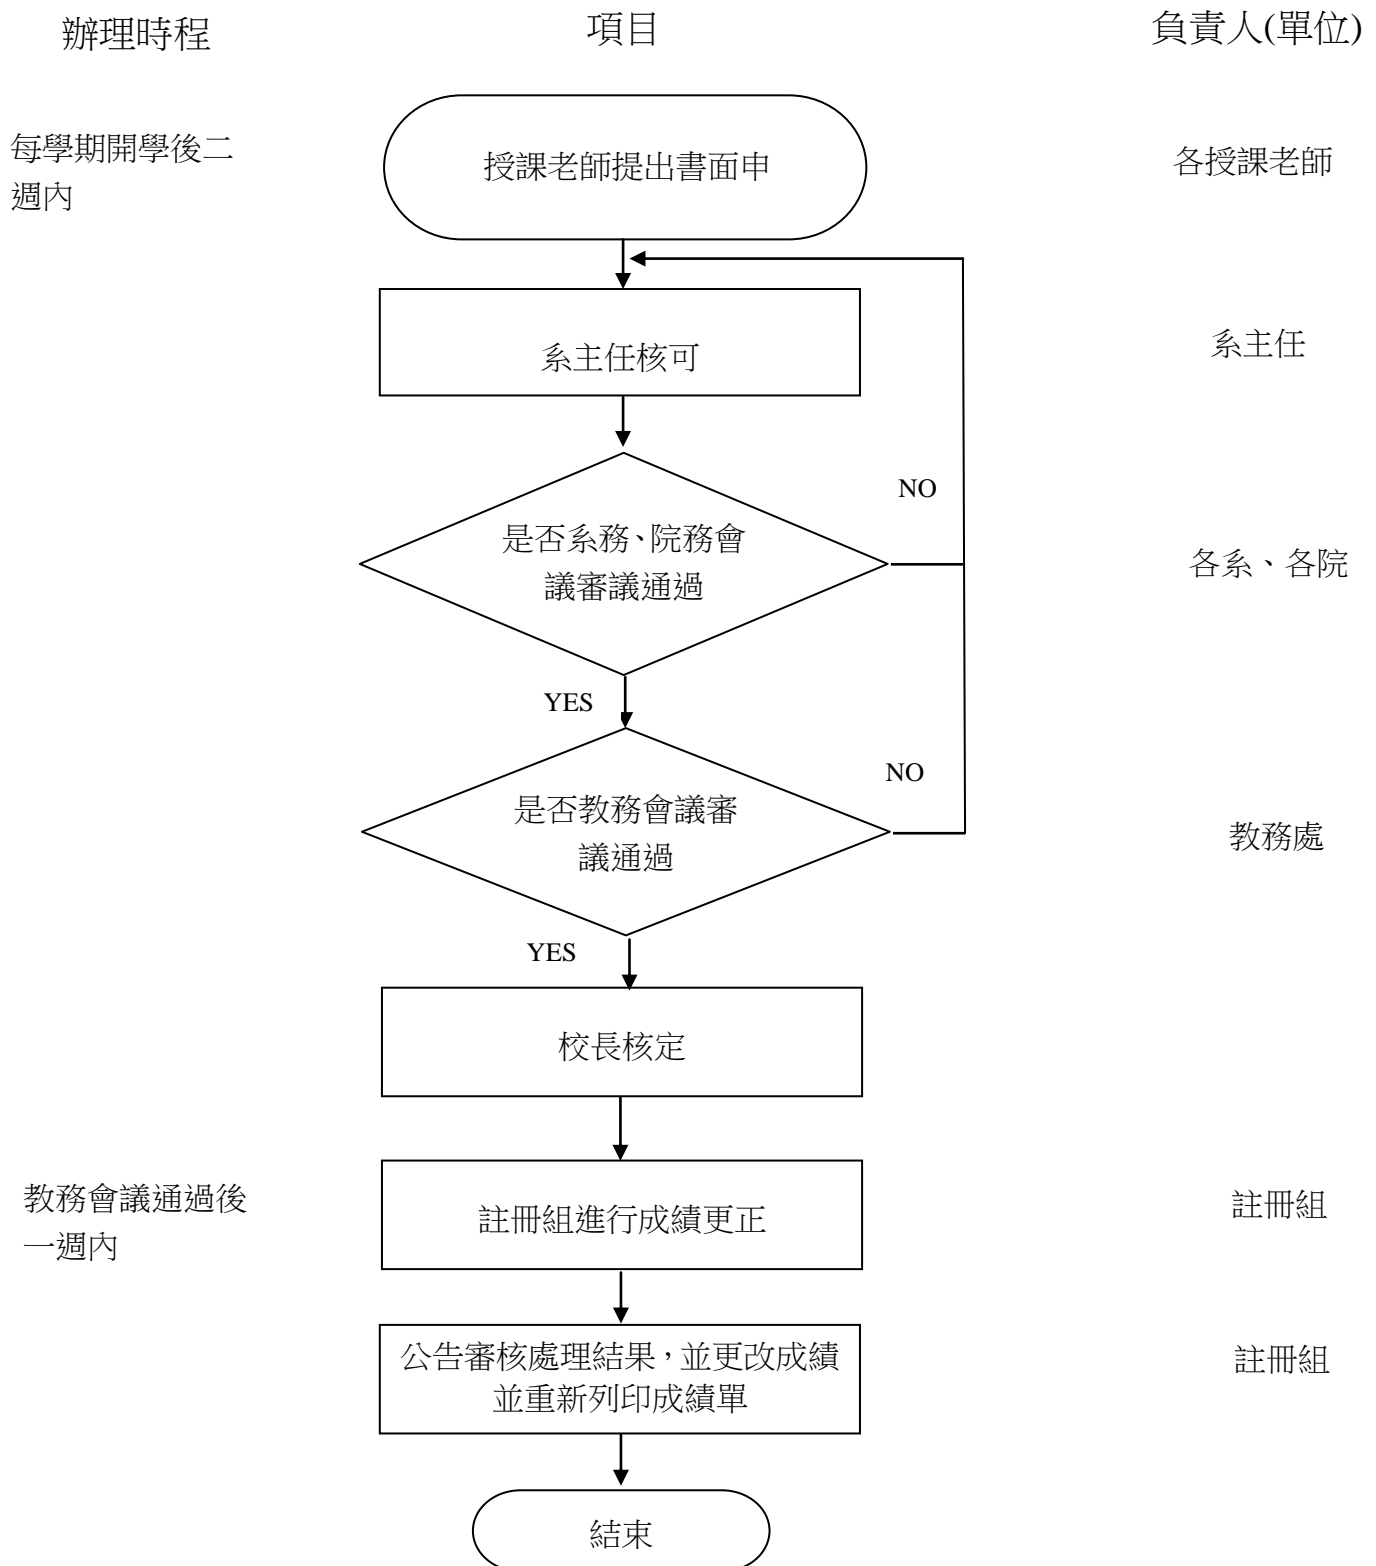 辦理時程
項目
負責人(單位)
每學期開學後二
週內
授課老師提出書面申
各授課老師
系主任核可
系主任
NO
是否系務、院務會
議審議通過
各系、各院
YES
NO
是否教務會議審
議通過
教務處
YES
校長核定
教務會議通過後
一週內
註冊組進行成績更正
註冊組
公告審核處理結果，並更改成績
並重新列印成績單
註冊組
結束